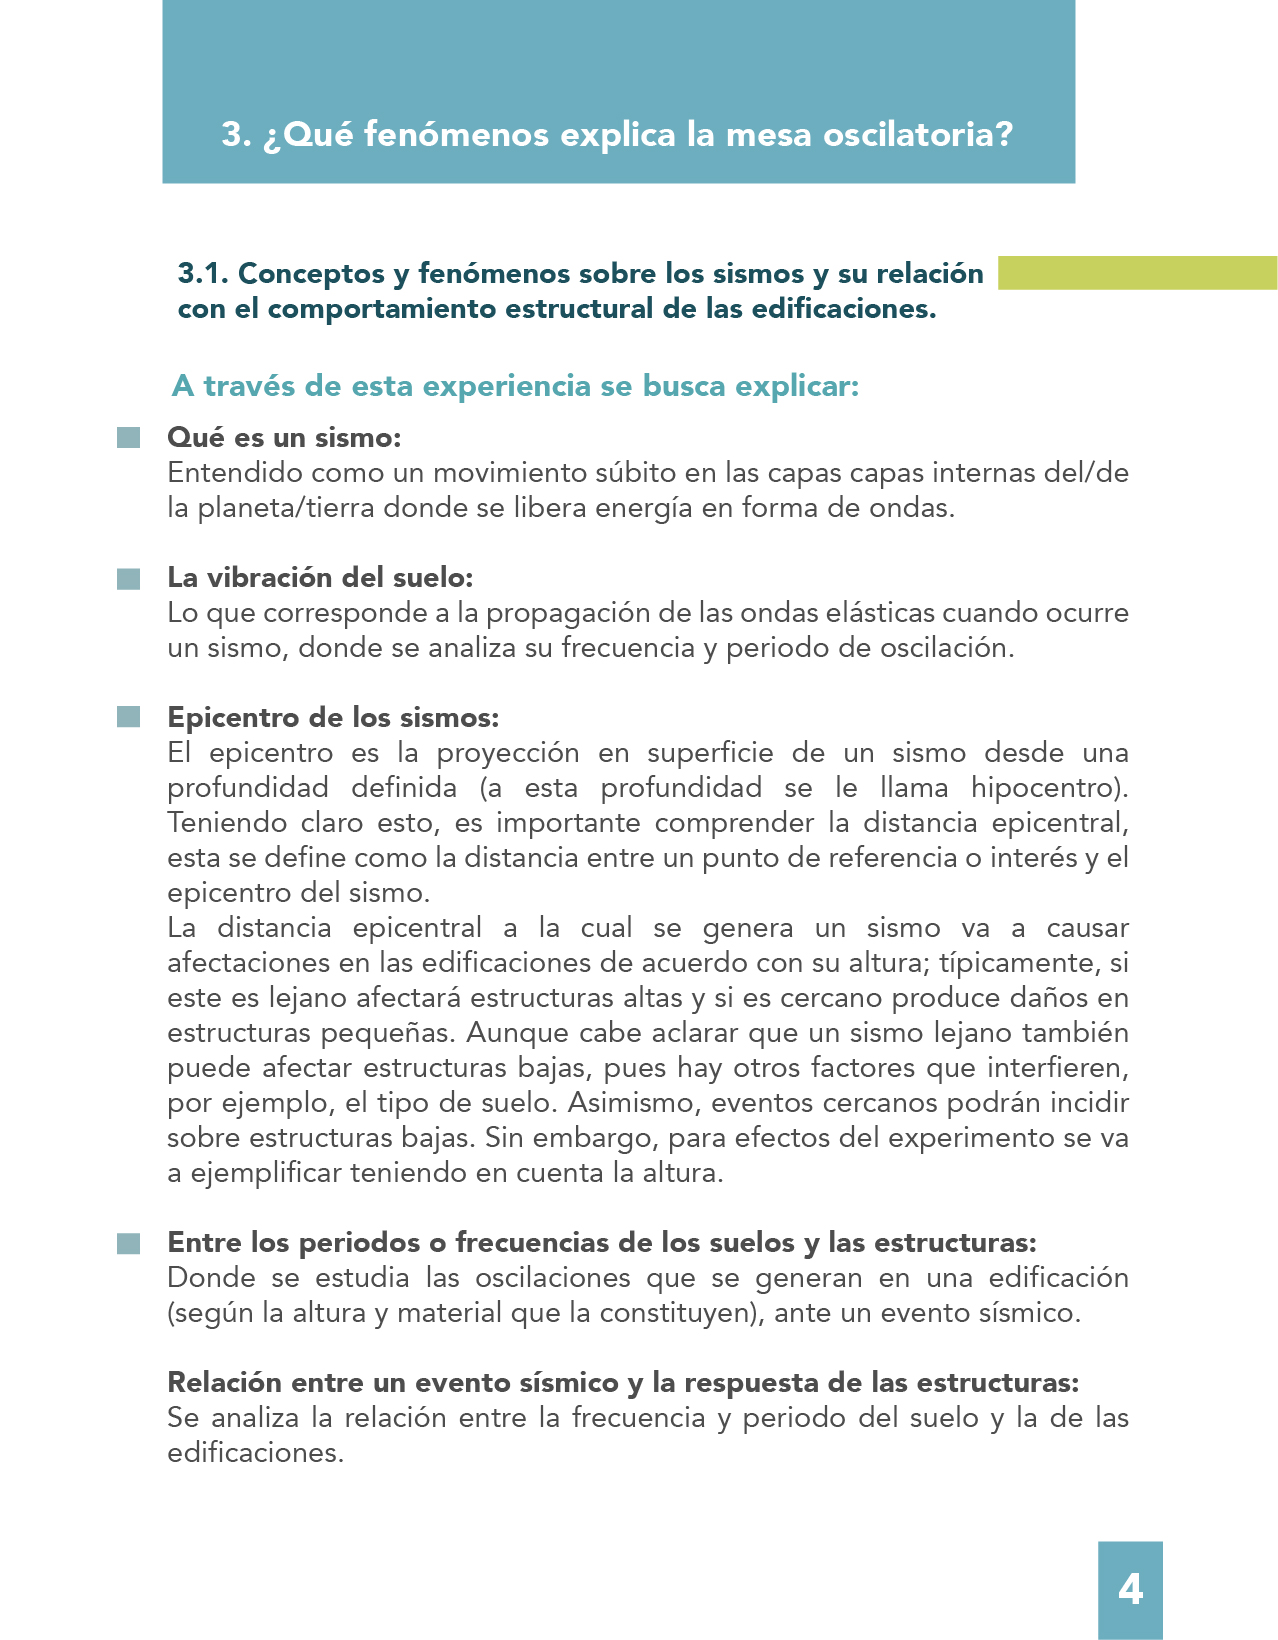 3. ¿Qué fenómenos explica la mesa oscilatoria?
3.1. Conceptos y fenómenos sobre los sismos y su relación
con el comportamiento estructural de las edificaciones.
A través de esta experiencia se busca explicar:
Qué es un sismo:
Entendido como un movimiento súbito en las capas capas internas del/de
la planeta/tierra donde se libera energía en forma de ondas.
La vibración del suelo:
Lo que corresponde a la propagación de las ondas elásticas cuando ocurre
un sismo, donde se analiza su frecuencia y periodo de oscilación.
Epicentro de los sismos:
El epicentro es la proyección en superficie de un sismo desde una
profundidad definida (a esta profundidad se le llama hipocentro).
Teniendo claro esto, es importante comprender la distancia epicentral,
esta se define como la distancia entre un punto de referencia o interés y el
epicentro del sismo.
La distancia epicentral a la cual se genera un sismo va a causar
afectaciones en las edificaciones de acuerdo con su altura; típicamente, si
este es lejano afectará estructuras altas y si es cercano produce daños en
estructuras pequeñas. Aunque cabe aclarar que un sismo lejano también
puede afectar estructuras bajas, pues hay otros factores que interfieren,
por ejemplo, el tipo de suelo. Asimismo, eventos cercanos podrán incidir
sobre estructuras bajas. Sin embargo, para efectos del experimento se va
a ejemplificar teniendo en cuenta la altura.
Entre los periodos o frecuencias de los suelos y las estructuras:
Donde se estudia las oscilaciones que se generan en una edificación
(según la altura y material que la constituyen), ante un evento sísmico.
Relación entre un evento sísmico y la respuesta de las estructuras:
Se analiza la relación entre la frecuencia y periodo del suelo y la de las
edificaciones.
4